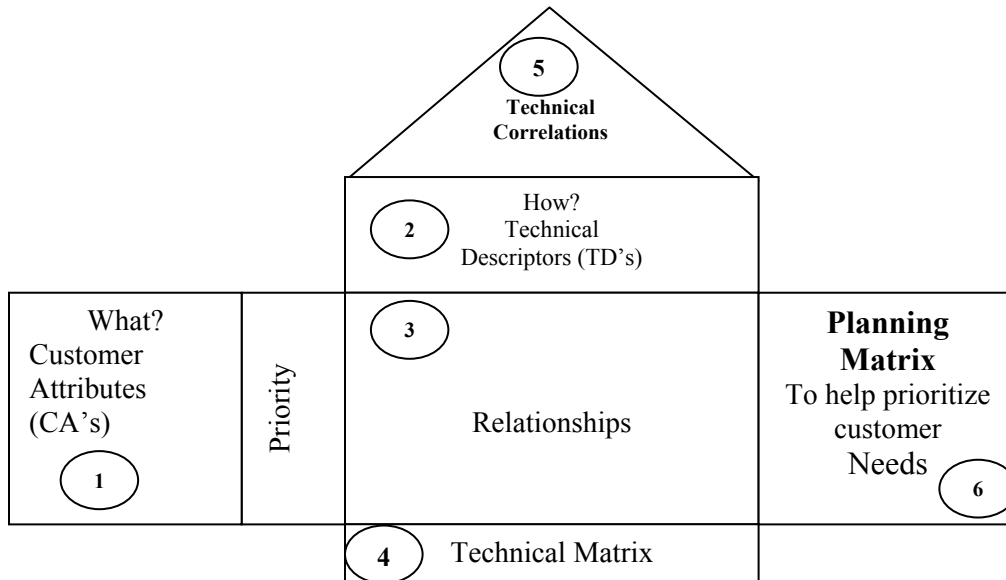 5
Technical
Correlations
How?
2
Technical
Descriptors (TD's)
What?
Customer
Attributes
(CA's)
1
Priority
3
Relationships
Planning
Matrix
To help prioritize
customer
Needs
6
4
Technical Matrix